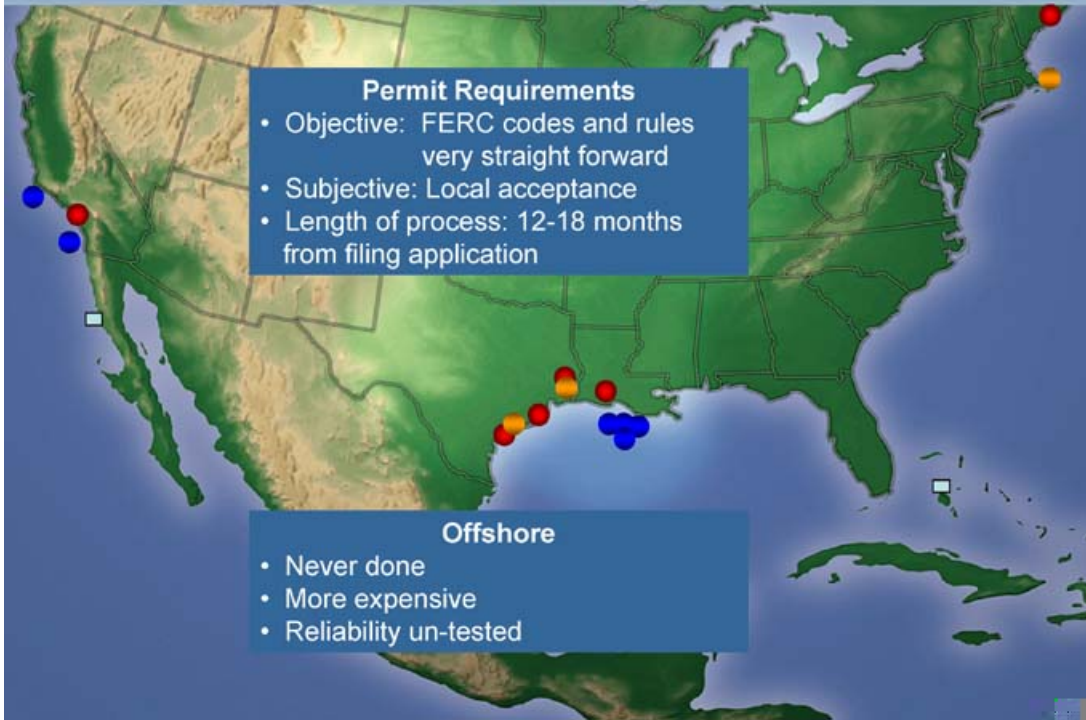 Permit Requirements
• Objective: FERC codes and rules
very straight forward
• Subjective: Local acceptance
• Length of process: 12-18 months
from filing application
Offshore
• Never done
• More expensive
• Reliability un-tested